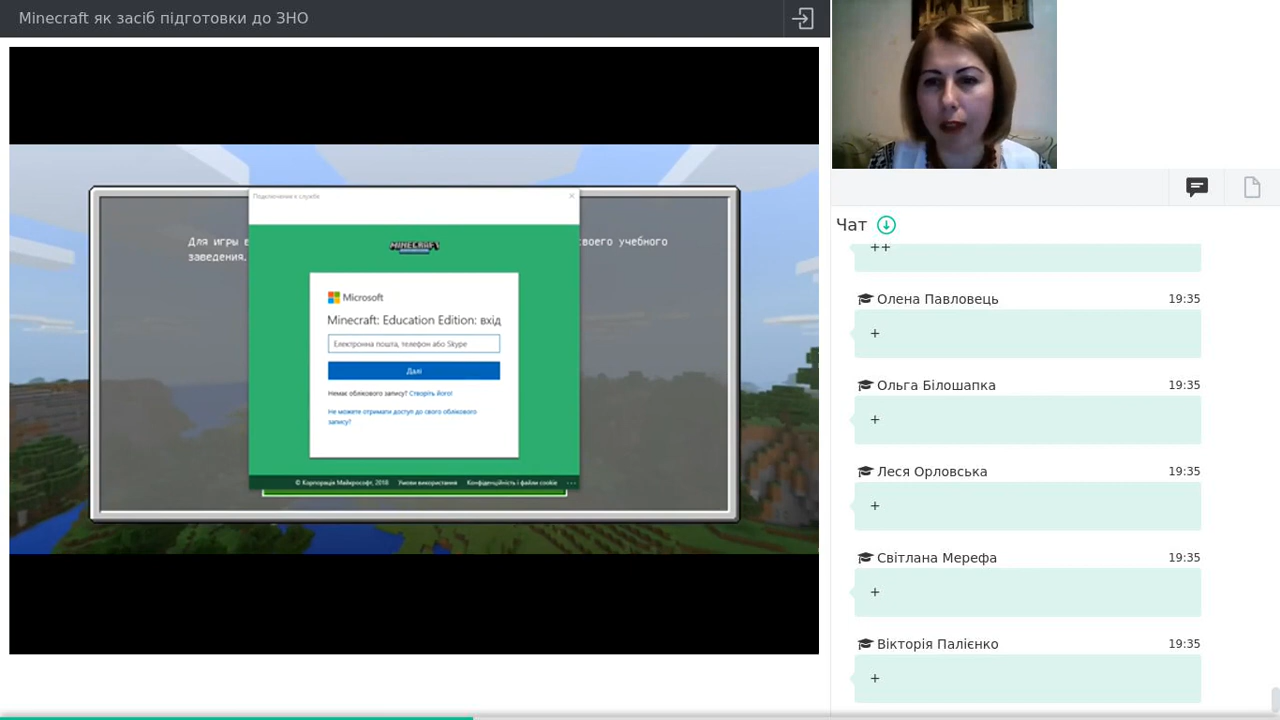 Minecraft як засіб підготовки до ЗНО
Подключение к службе
Для игры в
своего учебного
заведения.
MINECRAFT
Microsoft
Minecraft: Education Edition: вхід
Електронна пошта, телефон або Skype
Далі
Немає облікового запису? Створіть його!
Не можете отримати доступ до свого облікового
запису?
© Корпорація Майкрософт, 2018 Умови використання Конфіденційність і файли cookie ...
Чат
++
Олена Павловець 19:35
+
Ольга Білошапка 19:35
+
Леся Орловська 19:35
+
Світлана Мерефа 19:35
+
Вікторія Палієнко 19:35
+